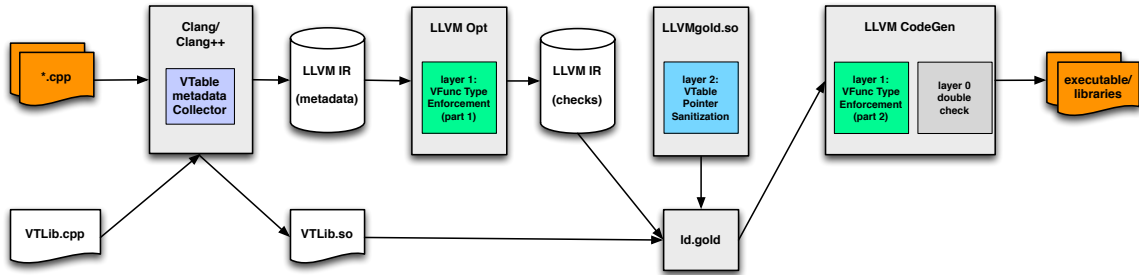 Clang/
Clang++
VTable
metadata
Collector
*.cpp
LLVM IR
(metadata)
LLVM Opt
layer 1:
VFunc Type
Enforcement
(part 1)
LLVM IR
(checks)
LLVMgold.so
layer 2:
VTable
Pointer
Sanitization
LLVM CodeGen
layer 1:
VFunc Type
Enforcement
(part 2)
layer 0
double
check
executable/
libraries
VTLib.cpp
VTLib.so
ld.gold